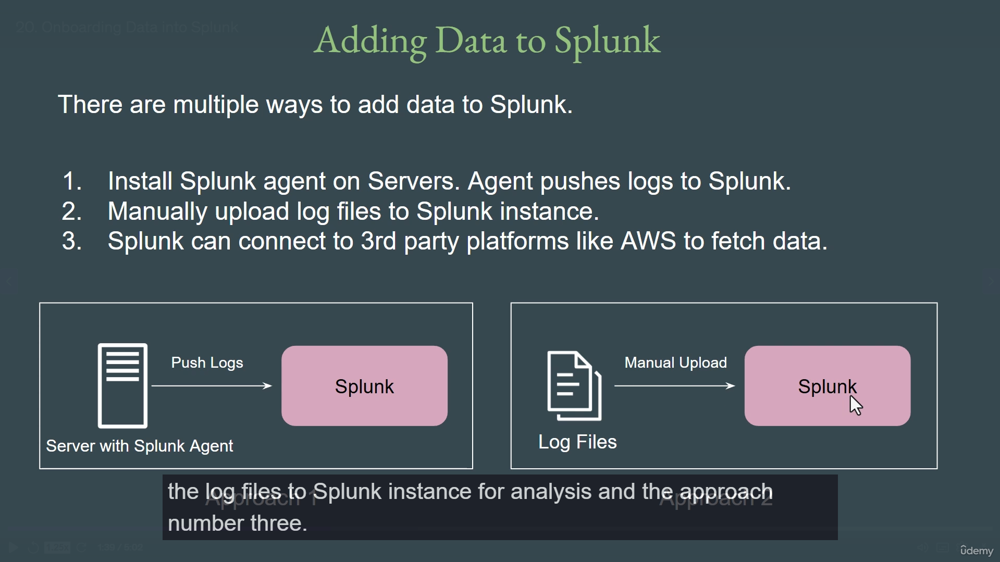 20. Onboarding Data into Splunk
Adding Data to Splunk
There are multiple ways to add data to Splunk.
1. Install Splunk agent on Servers. Agent pushes logs to Splunk.
2. Manually upload log files to Splunk instance.
3. Splunk can connect to 3rd party platforms like AWS to fetch data.
Push Logs
Splunk
Server with Splunk Agent
Manual Upload
Splunk
Log Files
Approach 1
Approach 2
the log files to Splunk instance for analysis and the approach
number three.
1.25x
1:39 / 5:02
ûdemy